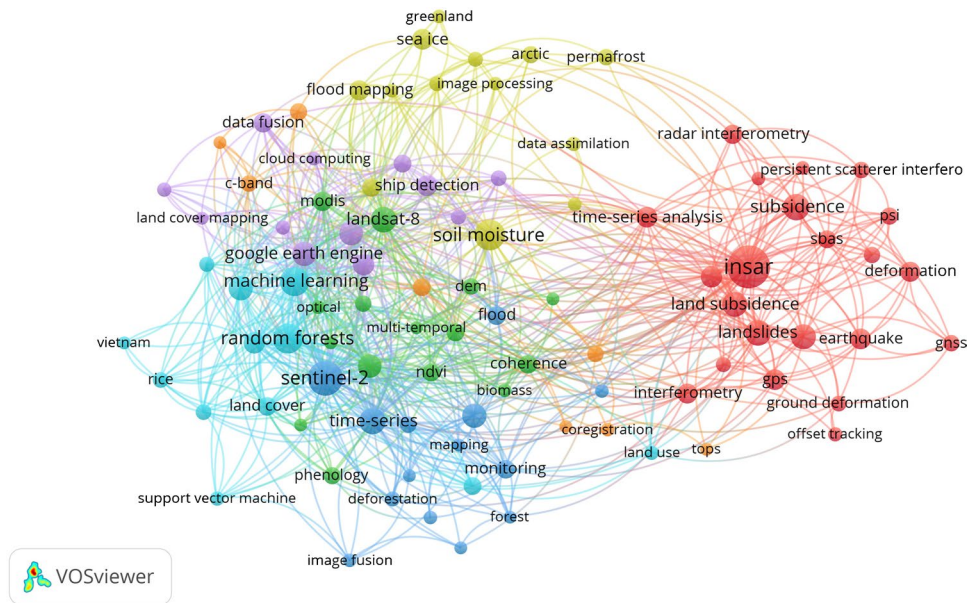 greenland
sea ice
arctic
permafrost
flood mapping
image processing
data fusion
radar interferometry
data assimilation
cloud computing
persistent scatterer interfero
c-band
ship detection
modis
subsidence
land cover mapping
landsat-8
time-series analysis
psi
soil moisture
sbas
google earth engine
insar
deformation
machine learning
dem
optical
land subsidence
flood
multi-temporal
landslides
random forests
earthquake
vietnam
gnss
coherence
ndvi
sentinel-2
rice
gps
biomass
interferometry
land cover
ground deformation
time-series
coregistration
offset tracking
mapping
land use
tops
monitoring
phenology
support vector machine
deforestation
forest
image fusion
VOSviewer